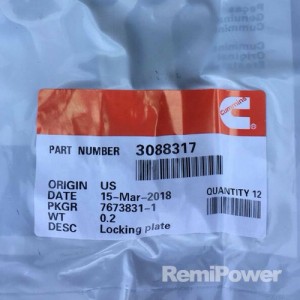 Cummins
PART NUMBER 3088317
ORIGIN US
DATE 15-Mar-2018
QUANTITY 12
PKGR 7673831-1
WT 0.2
DESC Locking plate
RemiPower